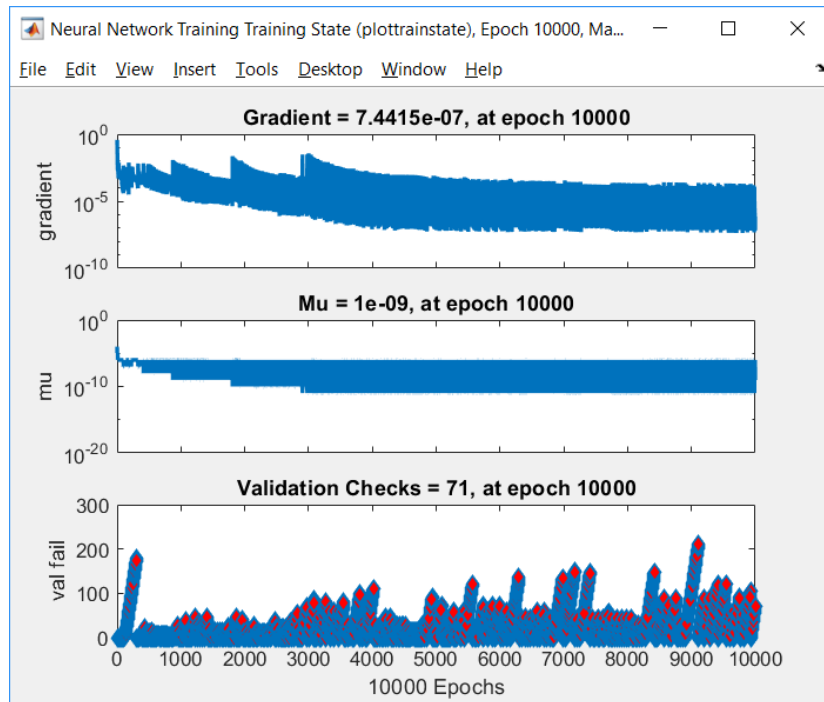 Neural Network Training Training State (plottrainstate), Epoch 10000, Ma...
File Edit View Insert Tools Desktop Window Help
Gradient = 7.4415e-07, at epoch 10000
10^0
10^-5
10^-10
gradient
Mu = 1e-09, at epoch 10000
10^0
10^-10
10^-20
mu
Validation Checks = 71, at epoch 10000
300
200
100
0
val fail
0 1000 2000 3000 4000 5000 6000 7000 8000 9000 10000
10000 Epochs